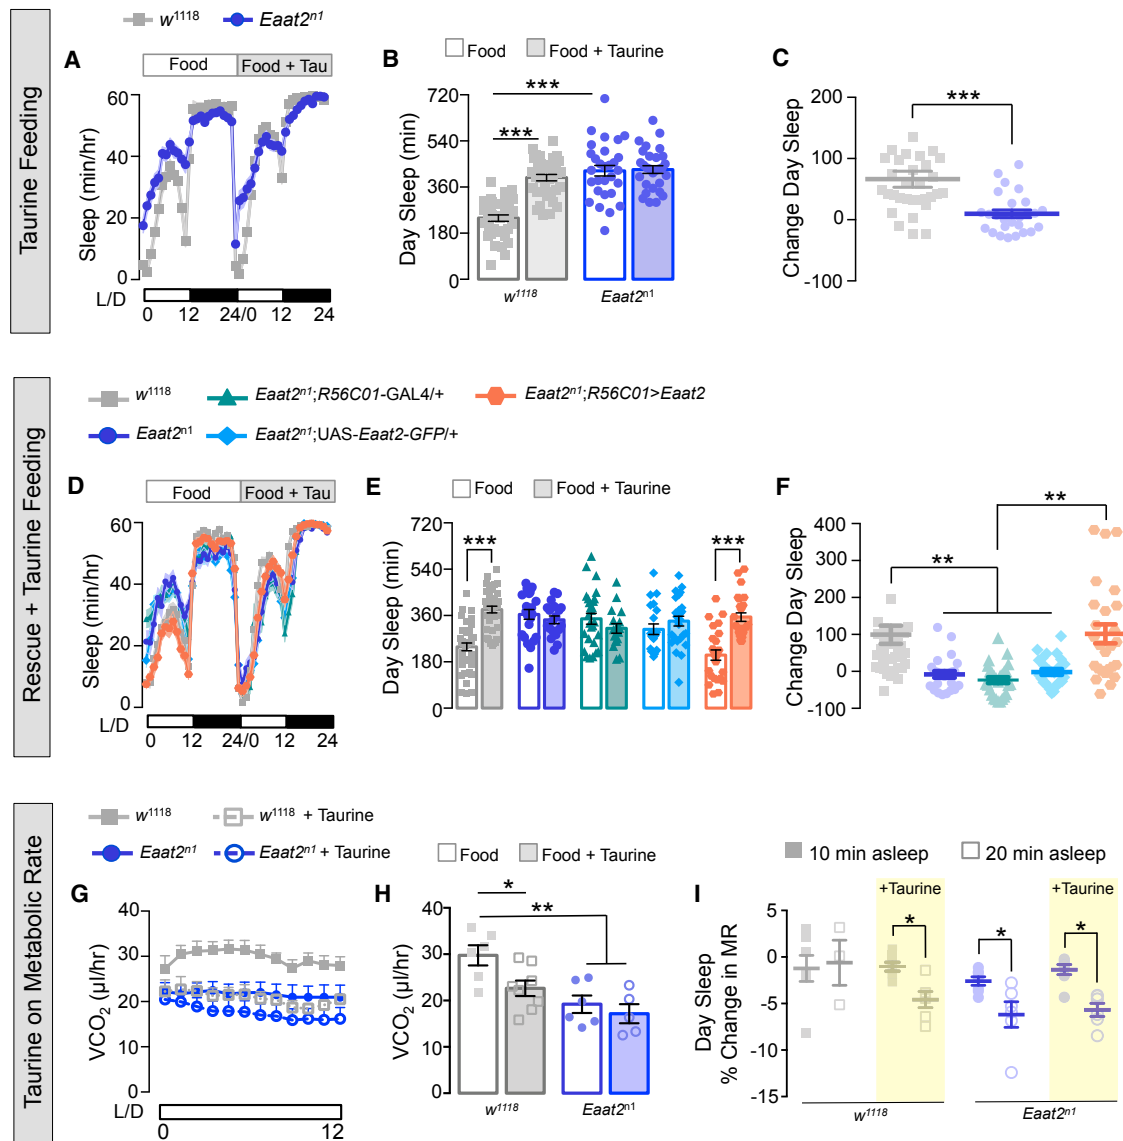 Taurine Feeding
w1118 Eaat2n1
A
Food Food + Tau
Sleep (min/hr)
60
40
20
0
L/D
0 12 24/0 12 24
B
Food Food + Taurine
***
***
Day Sleep (min)
720
540
360
180
0
w1118 Eaat2n1
C
***
Change Day Sleep
200
100
0
-100
Rescue + Taurine Feeding
w1118 Eaat2n1;R56C01-GAL4/+ Eaat2n1;R56C01>Eaat2
Eaat2n1 Eaat2n1;UAS-Eaat2-GFP/+
D
Food Food + Tau
Sleep (min/hr)
60
40
20
0
L/D
0 12 24/0 12 24
E
Food Food + Taurine
*** ***
Day Sleep (min)
720
540
360
180
0
F
**
**
Change Day Sleep
400
300
200
100
0
-100
Taurine on Metabolic Rate
w1118 w1118 + Taurine
Eaat2n1 Eaat2n1 + Taurine
G
VCO2 (µl/hr)
40
30
20
10
0
L/D
0 12
H
Food Food + Taurine
*
**
VCO2 (µl/hr)
40
30
20
10
0
w1118 Eaat2n1
I
10 min asleep 20 min asleep
+Taurine +Taurine
* * *
Day Sleep
% Change in MR
5
0
-5
-10
-15
w1118 Eaat2n1